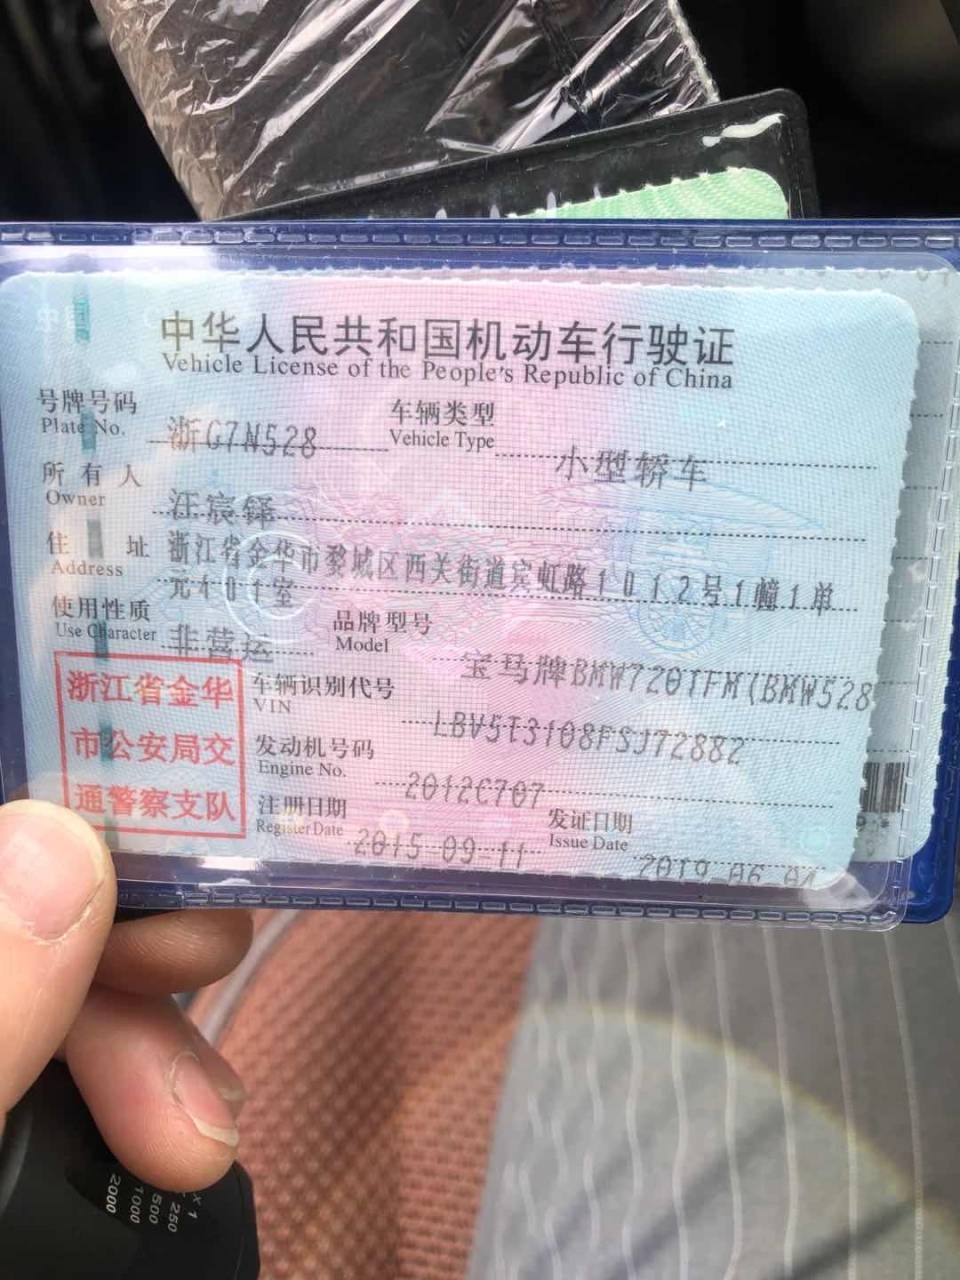 中华人民共和国机动车行驶证
Vehicle License of the People's Republic of China
号牌号码 浙G7N528 车辆类型 小型轿车
Plate No. Vehicle Type
所有人 汪宸铎
Owner
住址 浙江省金华市婺城区西关街道宾虹路1012号1幢1单
Address 元401室
使用性质 非营运 品牌型号 宝马牌BMW7201FM(BMW528
Use Character Model
浙江省金华
市公安局交
通警察支队
车辆识别代号 LBV5T3108FSJ72882
VIN
发动机号码 2012C707
Engine No.
注册日期 2015-09-11 发证日期 2019-06-04
Register Date Issue Date
x 1
250
500
1000
2000